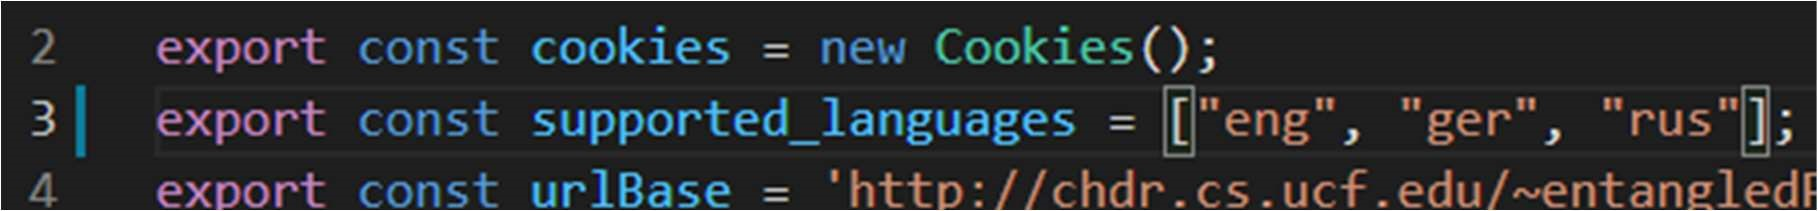 2 export const cookies = new Cookies();
3 export const supported_languages = ["eng", "ger", "rus"];
4 export const urlBase = 'http://chdr.cs.ucf.edu/~entangled